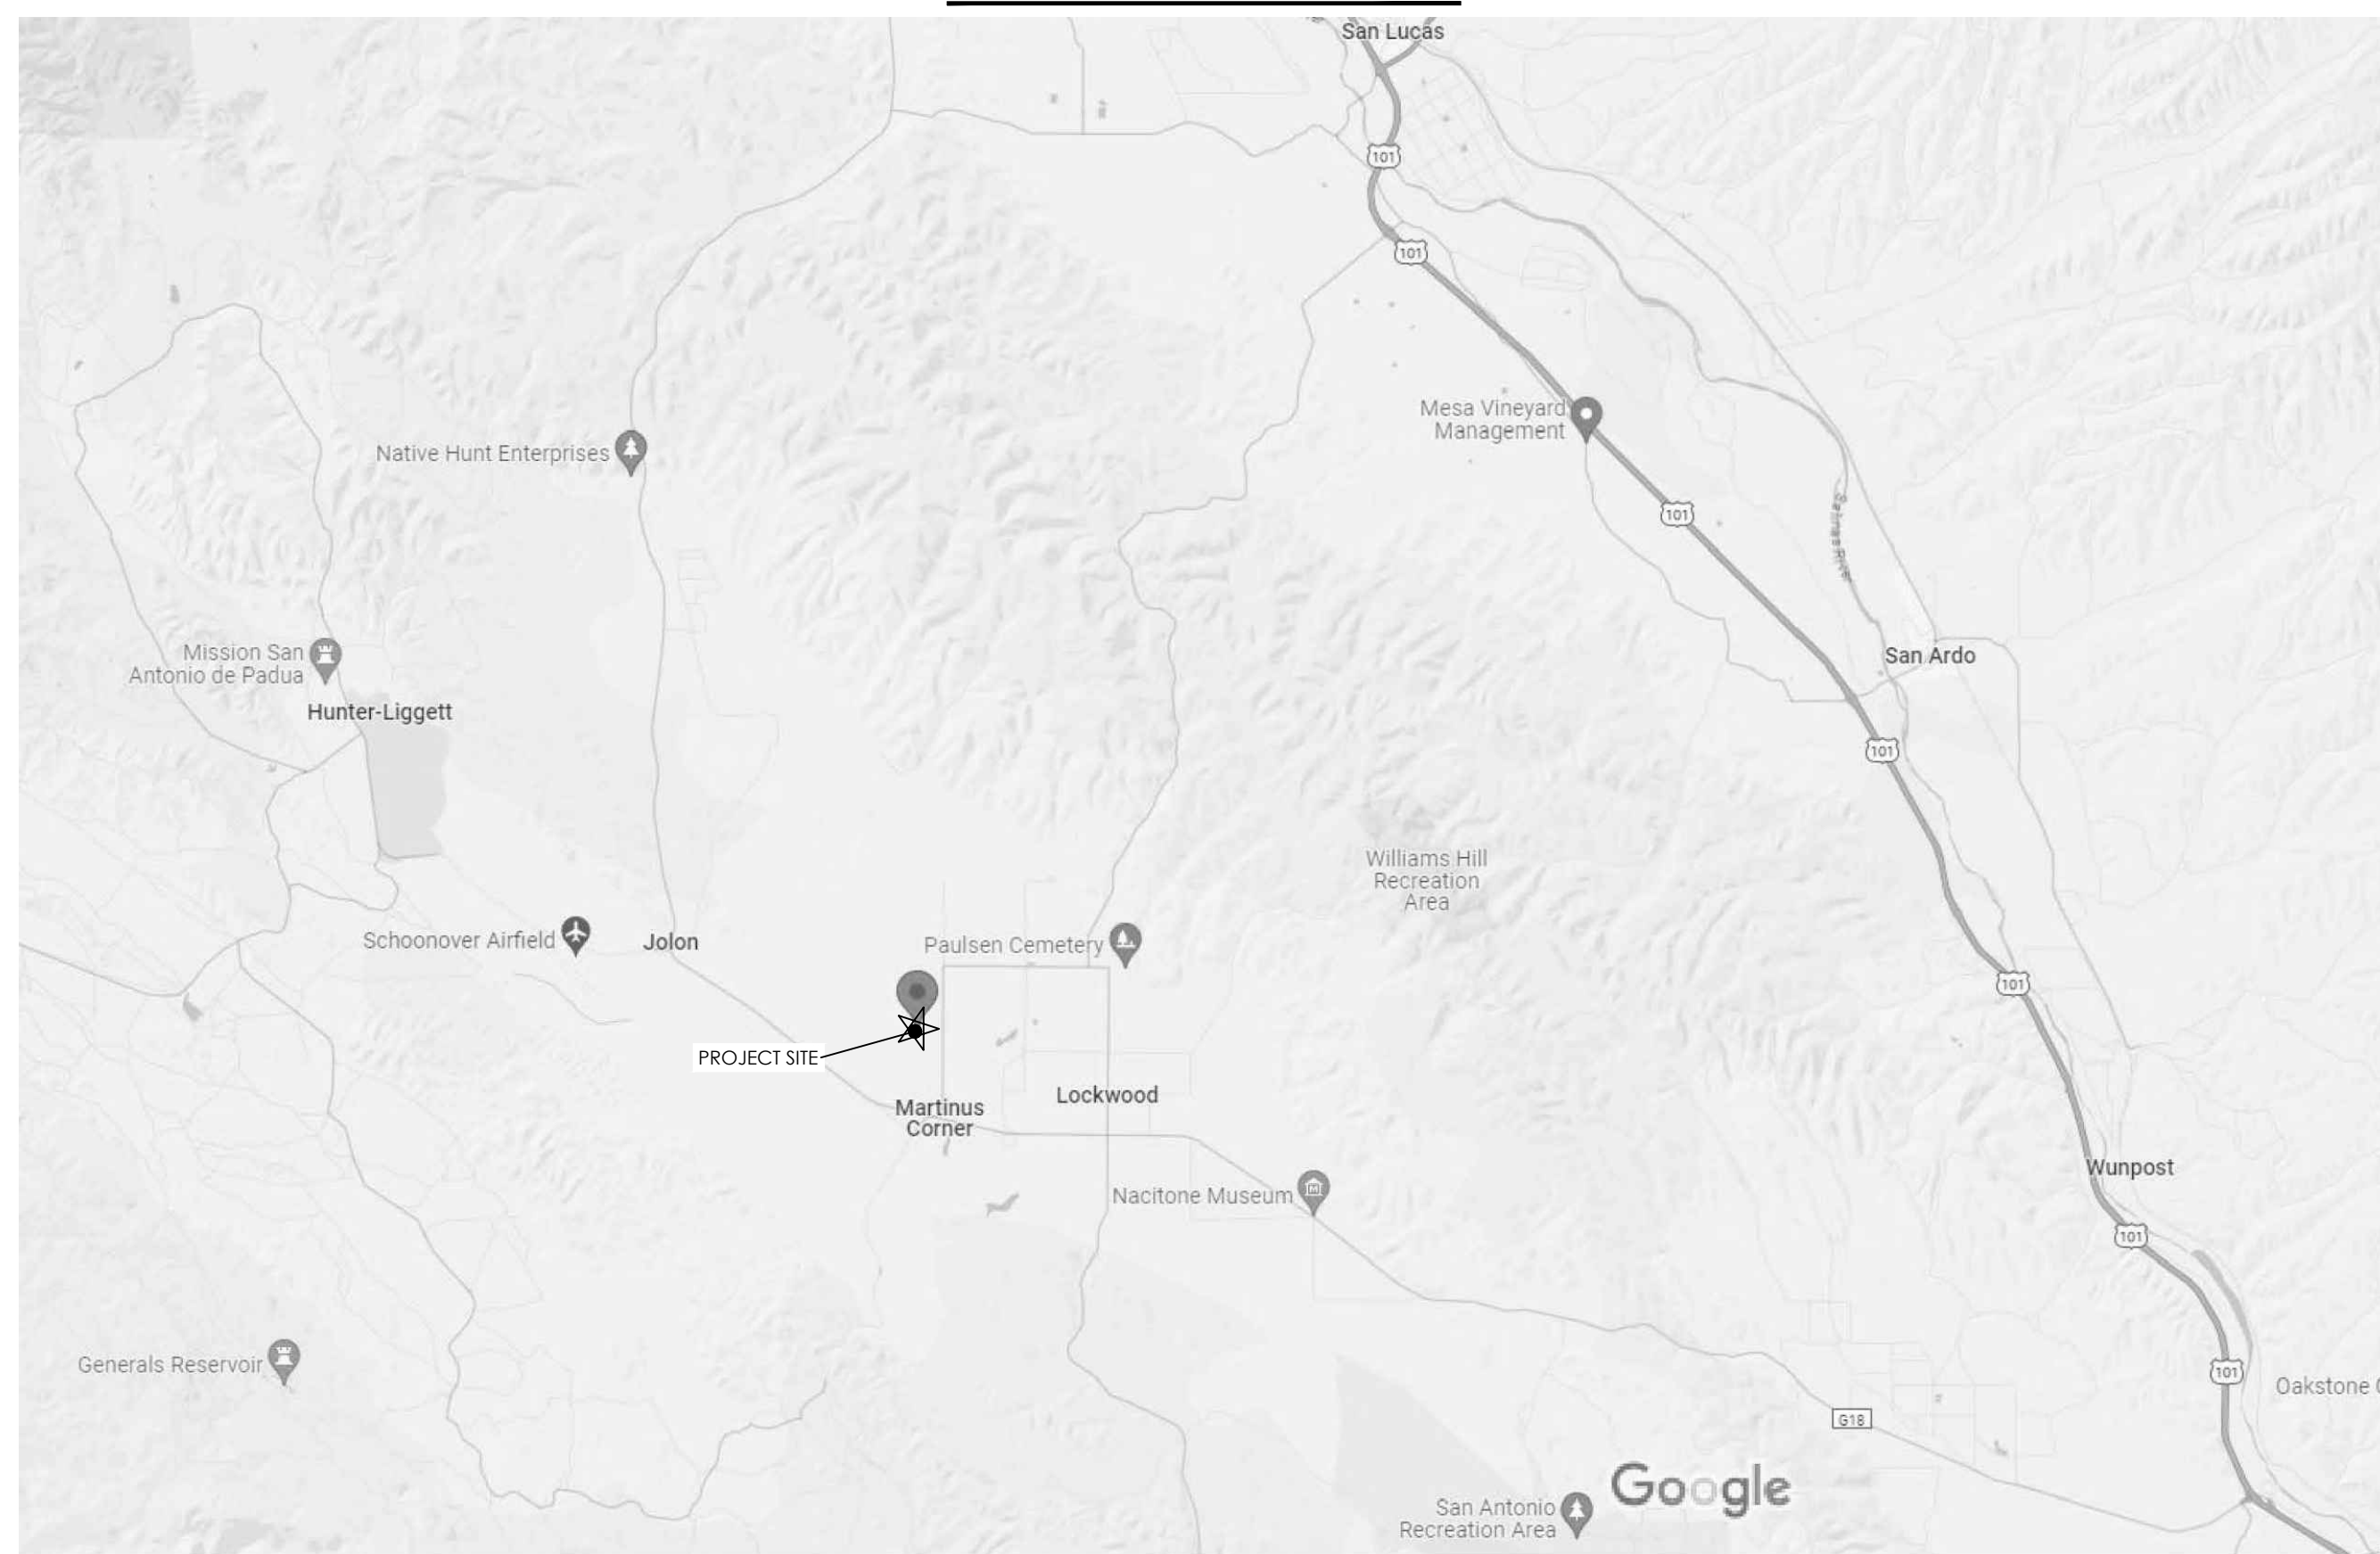 San Lucas
101
101
Mesa Vineyard
Management
Native Hunt Enterprises
101
Salinas River
Mission San
Antonio de Padua
San Ardo
Hunter-Liggett
101
Williams Hill
Recreation
Area
Schoonover Airfield
Jolon
Paulsen Cemetery
101
PROJECT SITE
Martinus
Corner
Lockwood
Wunpost
Nacitone Museum
101
Generals Reservoir
101
Oakstone
G18
Google
San Antonio
Recreation Area